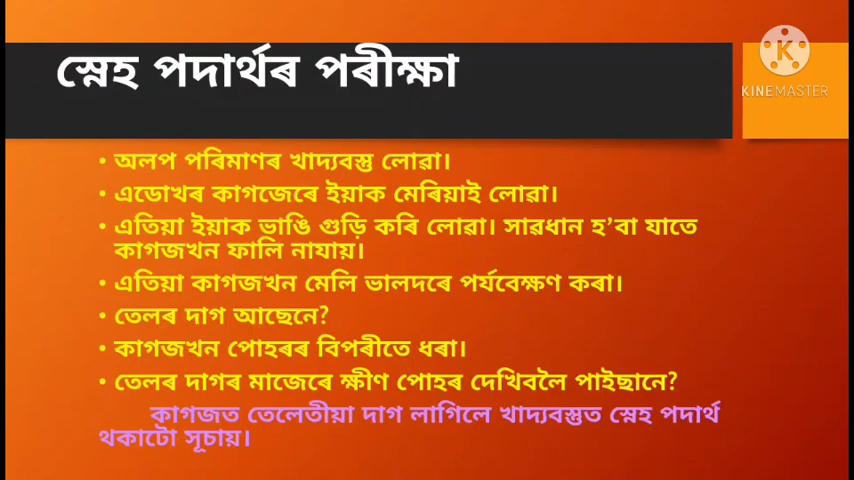 স্নেহ পদাৰ্থৰ পৰীক্ষা
KINEMASTER
• অলপ পৰিমাণৰ খাদ্যবস্তু লোৱা।
• এডোখৰ কাগজেৰে ইয়াক মেৰিয়াই লোৱা।
• এতিয়া ইয়াক ভাঙি গুড়ি কৰি লোৱা। সাৱধান হ’বা যাতে
কাগজখন ফালি নাযায়।
• এতিয়া কাগজখন মেলি ভালদৰে পৰ্যবেক্ষণ কৰা।
• তেলৰ দাগ আছেনে?
• কাগজখন পোহৰৰ বিপৰীতে ধৰা।
• তেলৰ দাগৰ মাজেৰে ক্ষীণ পোহৰ দেখিবলৈ পাইছানে?
কাগজত তেলেতীয়া দাগ লাগিলে খাদ্যবস্তুত স্নেহ পদাৰ্থ
থকাটো সূচায়।